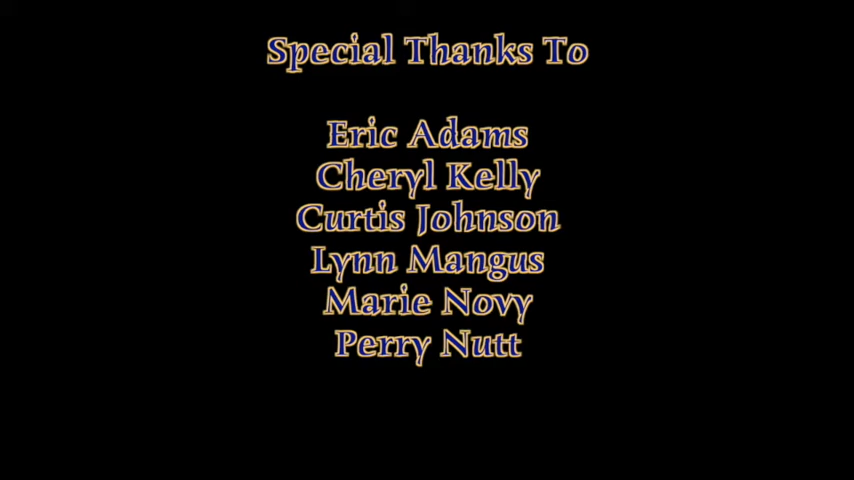 Special Thanks To
Eric Adams
Cheryl Kelly
Curtis Johnson
Lynn Mangus
Marie Novy
Perry Nutt